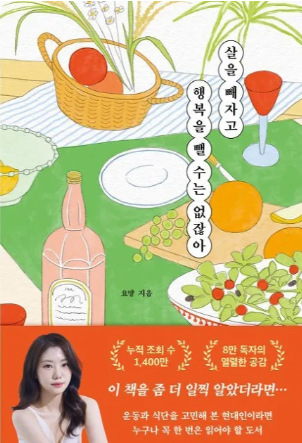 살을 빼자고
행복을 뺄 수는 없잖아
효밥 지음
누적 조회 수
1,400만
8만 독자의
열렬한 공감
이 책을 좀 더 일찍 알았더라면…
운동과 식단을 고민해 본 현대인이라면
누구나 꼭 한 번은 읽어야 할 도서